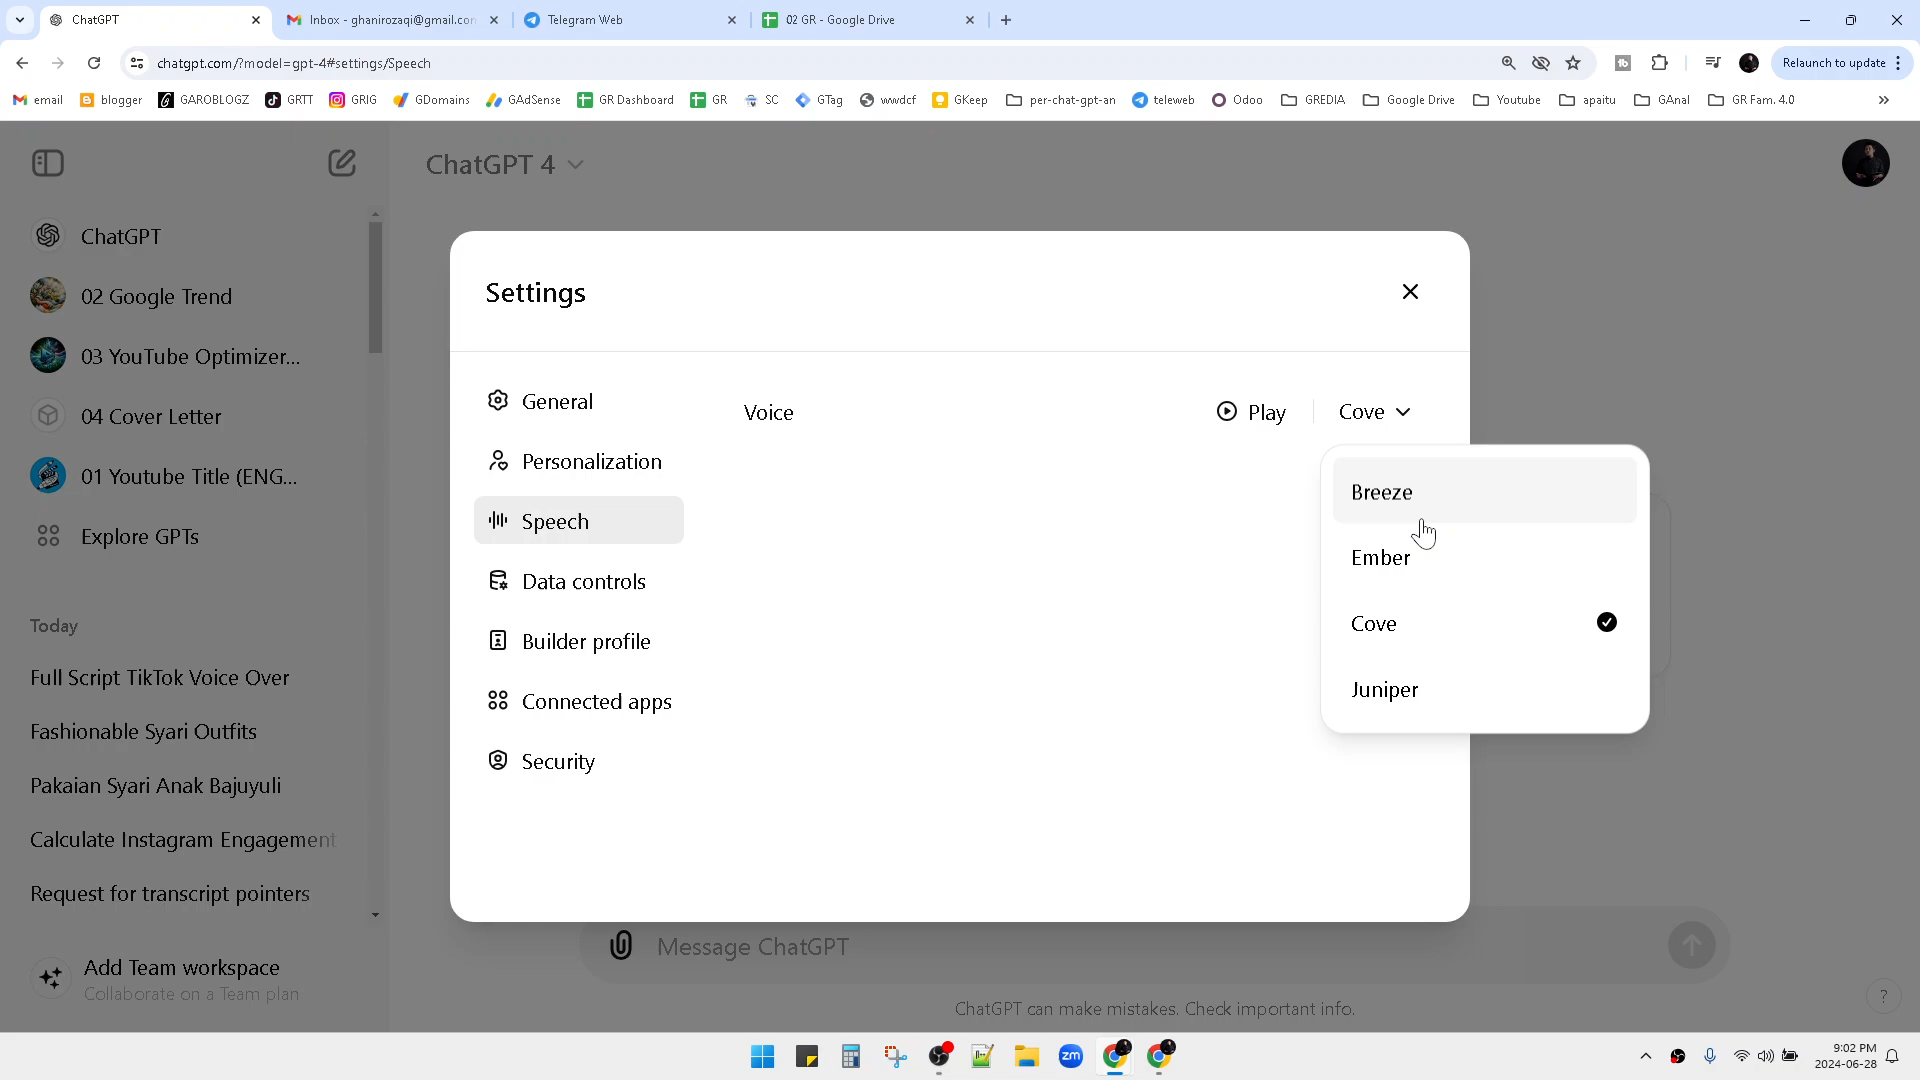 ChatGPT
Inbox - ghanirozaqi@gmail.con
Telegram Web
02 GR - Google Drive
chatgpt.com/?model=gpt-4#settings/Speech
Relaunch to update
email
blogger
GAROBLOGZ
GRTT
GRIG
GDomains
GAdSense
GR Dashboard
GR
SC
GTag
wwdcf
GKeep
per-chat-gpt-an
teleweb
Odoo
GREDIA
Google Drive
Youtube
apaitu
GAnal
GR Fam. 4.0
ChatGPT 4
ChatGPT
02 Google Trend
03 YouTube Optimizer...
04 Cover Letter
01 Youtube Title (ENG...
Explore GPTs
Today
Full Script TikTok Voice Over
Fashionable Syari Outfits
Pakaian Syari Anak Bajuyuli
Calculate Instagram Engagement
Request for transcript pointers
Add Team workspace
Collaborate on a Team plan
Settings
General
Personalization
Speech
Data controls
Builder profile
Connected apps
Security
Voice
Play
Cove
Breeze
Ember
Cove
Juniper
Message ChatGPT
ChatGPT can make mistakes. Check important info.
?
zm
9:02 PM
2024-06-28